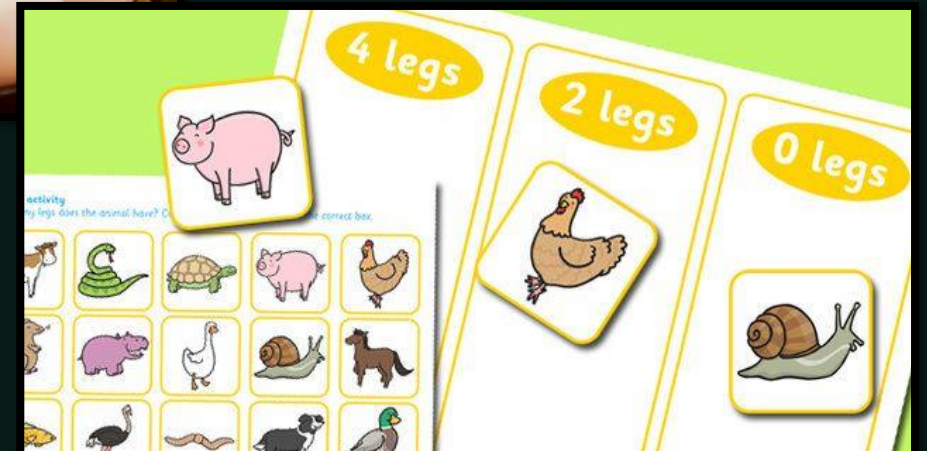 4 legs
2 legs
0 legs
activity
legs does the animal have?
correct box.